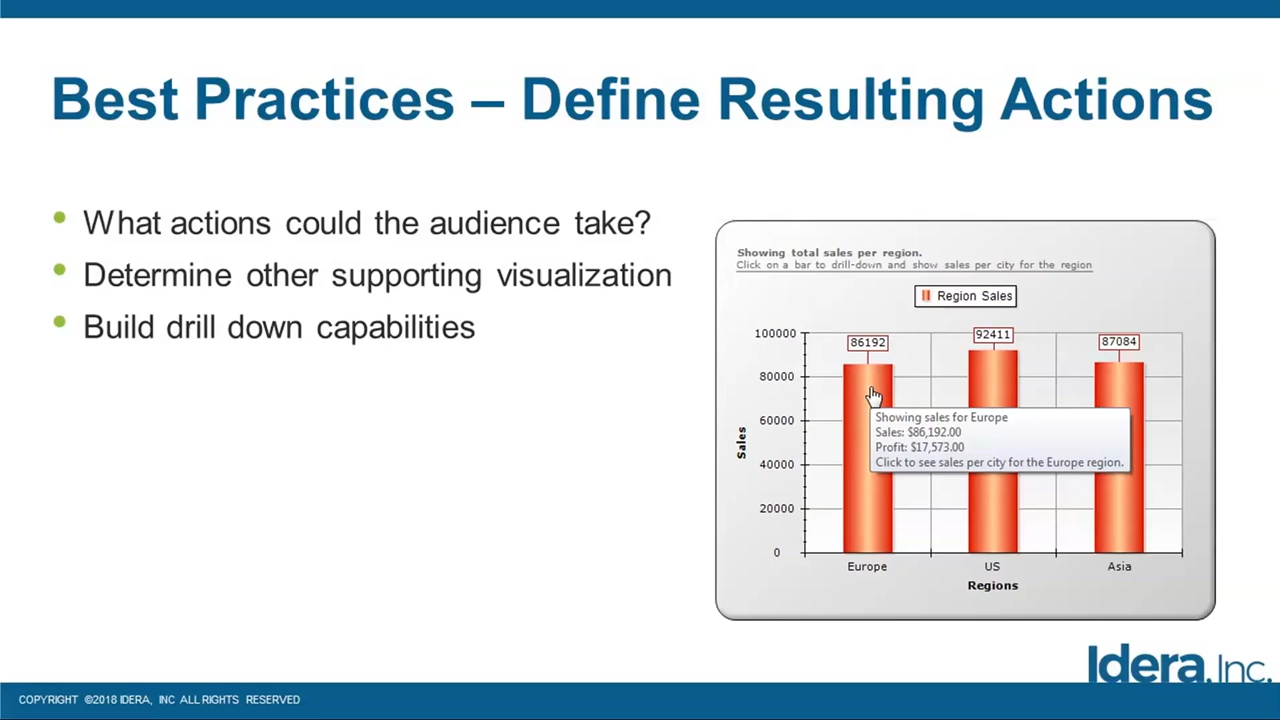 Best Practices – Define Resulting Actions
• What actions could the audience take?
• Determine other supporting visualization
• Build drill down capabilities
Showing total sales per region.
Click on a bar to drill-down and show sales per city for the region
Region Sales
100000
80000
60000
40000
20000
0
Sales
86192
92411
87084
Showing sales for Europe
Sales: $86,192.00
Profit: $17,573.00
Click to see sales per city for the Europe region.
Europe US Asia
Regions
Idera, Inc.
COPYRIGHT ©2018 IDERA, INC ALL RIGHTS RESERVED